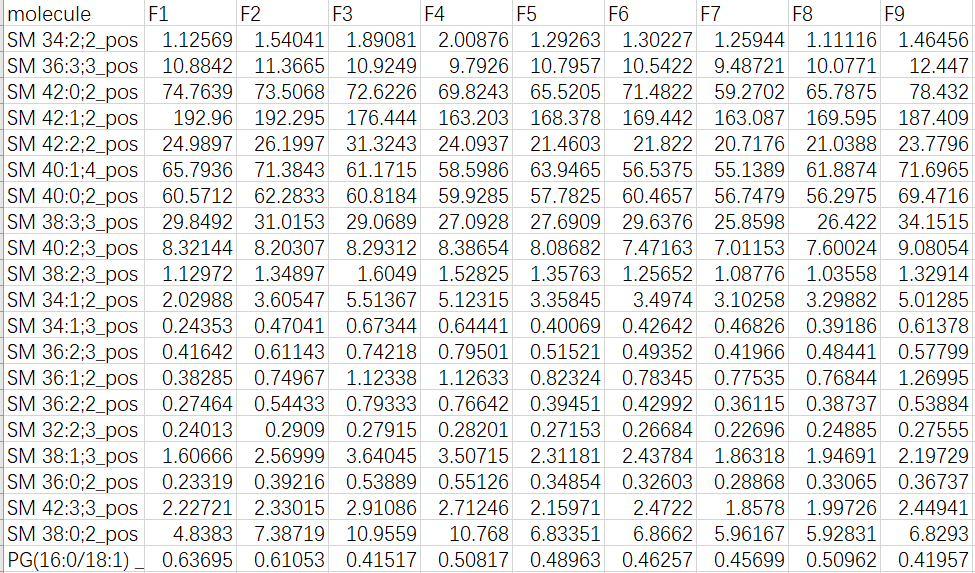 molecule F1 F2 F3 F4 F5 F6 F7 F8 F9
SM 34:2;2_pos 1.12569 1.54041 1.89081 2.00876 1.29263 1.30227 1.25944 1.11116 1.46456
SM 36:3;3_pos 10.8842 11.3665 10.9249 9.7926 10.7957 10.5422 9.48721 10.0771 12.447
SM 42:0;2_pos 74.7639 73.5068 72.6226 69.8243 65.5205 71.4822 59.2702 65.7875 78.432
SM 42:1;2_pos 192.96 192.295 176.444 163.203 168.378 169.442 163.087 169.595 187.409
SM 42:2;2_pos 24.9897 26.1997 31.3243 24.0937 21.4603 21.822 20.7176 21.0388 23.7796
SM 40:1;4_pos 65.7936 71.3843 61.1715 58.5986 63.9465 56.5375 55.1389 61.8874 71.6965
SM 40:0;2_pos 60.5712 62.2833 60.8184 59.9285 57.7825 60.4657 56.7479 56.2975 69.4716
SM 38:3;3_pos 29.8492 31.0153 29.0689 27.0928 27.6909 29.6376 25.8598 26.422 34.1515
SM 40:2;3_pos 8.32144 8.20307 8.29312 8.38654 8.08682 7.47163 7.01153 7.60024 9.08054
SM 38:2;3_pos 1.12972 1.34897 1.6049 1.52825 1.35763 1.25652 1.08776 1.03558 1.32914
SM 34:1;2_pos 2.02988 3.60547 5.51367 5.12315 3.35845 3.4974 3.10258 3.29882 5.01285
SM 34:1;3_pos 0.24353 0.47041 0.67344 0.64441 0.40069 0.42642 0.46826 0.39186 0.61378
SM 36:2;3_pos 0.41642 0.61143 0.74218 0.79501 0.51521 0.49352 0.41966 0.48441 0.57799
SM 36:1;2_pos 0.38285 0.74967 1.12338 1.12633 0.82324 0.78345 0.77535 0.76844 1.26995
SM 36:2;2_pos 0.27464 0.54433 0.79333 0.76642 0.39451 0.42992 0.36115 0.38737 0.53884
SM 32:2;3_pos 0.24013 0.2909 0.27915 0.28201 0.27153 0.26684 0.22696 0.24885 0.27555
SM 38:1;3_pos 1.60666 2.56999 3.64045 3.50715 2.31181 2.43784 1.86318 1.94691 2.19729
SM 36:0;2_pos 0.23319 0.39216 0.53889 0.55126 0.34854 0.32603 0.28868 0.33065 0.36737
SM 42:3;3_pos 2.22721 2.33015 2.91086 2.71246 2.15971 2.4722 1.8578 1.99726 2.44941
SM 38:0;2_pos 4.8383 7.38719 10.9559 10.768 6.83351 6.8662 5.96167 5.92831 6.8293
PG(16:0/18:1) _ 0.63695 0.61053 0.41517 0.50817 0.48963 0.46257 0.45699 0.50962 0.41957